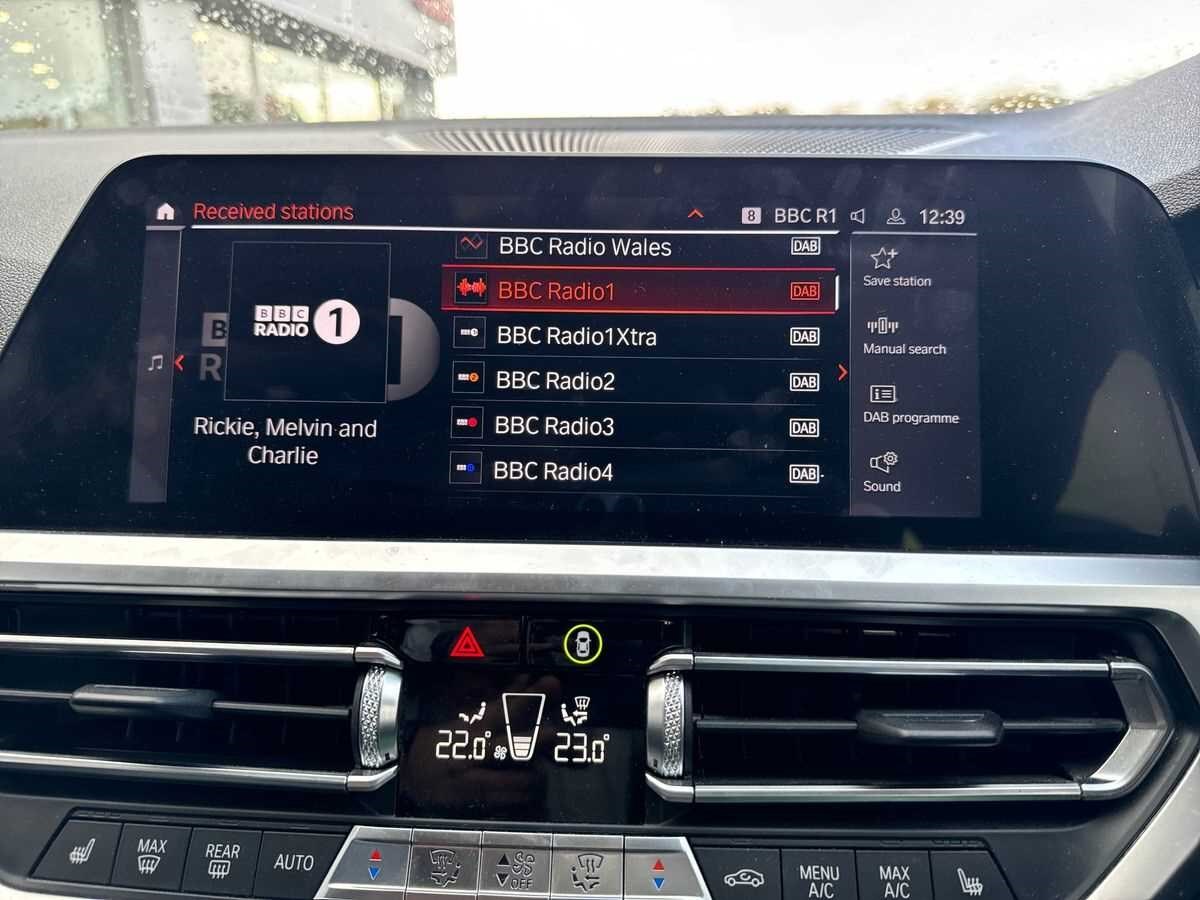 Received stations
8 BBC R1 12:39
BBC RADIO 1
Rickie, Melvin and
Charlie
BBC Radio Wales DAB
BBC Radio1 DAB
BBC Radio1Xtra DAB
BBC Radio2 DAB
BBC Radio3 DAB
BBC Radio4 DAB
Save station
Manual search
DAB programme
Sound
22.0°
23.0°
MAX
REAR
AUTO
OFF
MENU
A/C
MAX
A/C